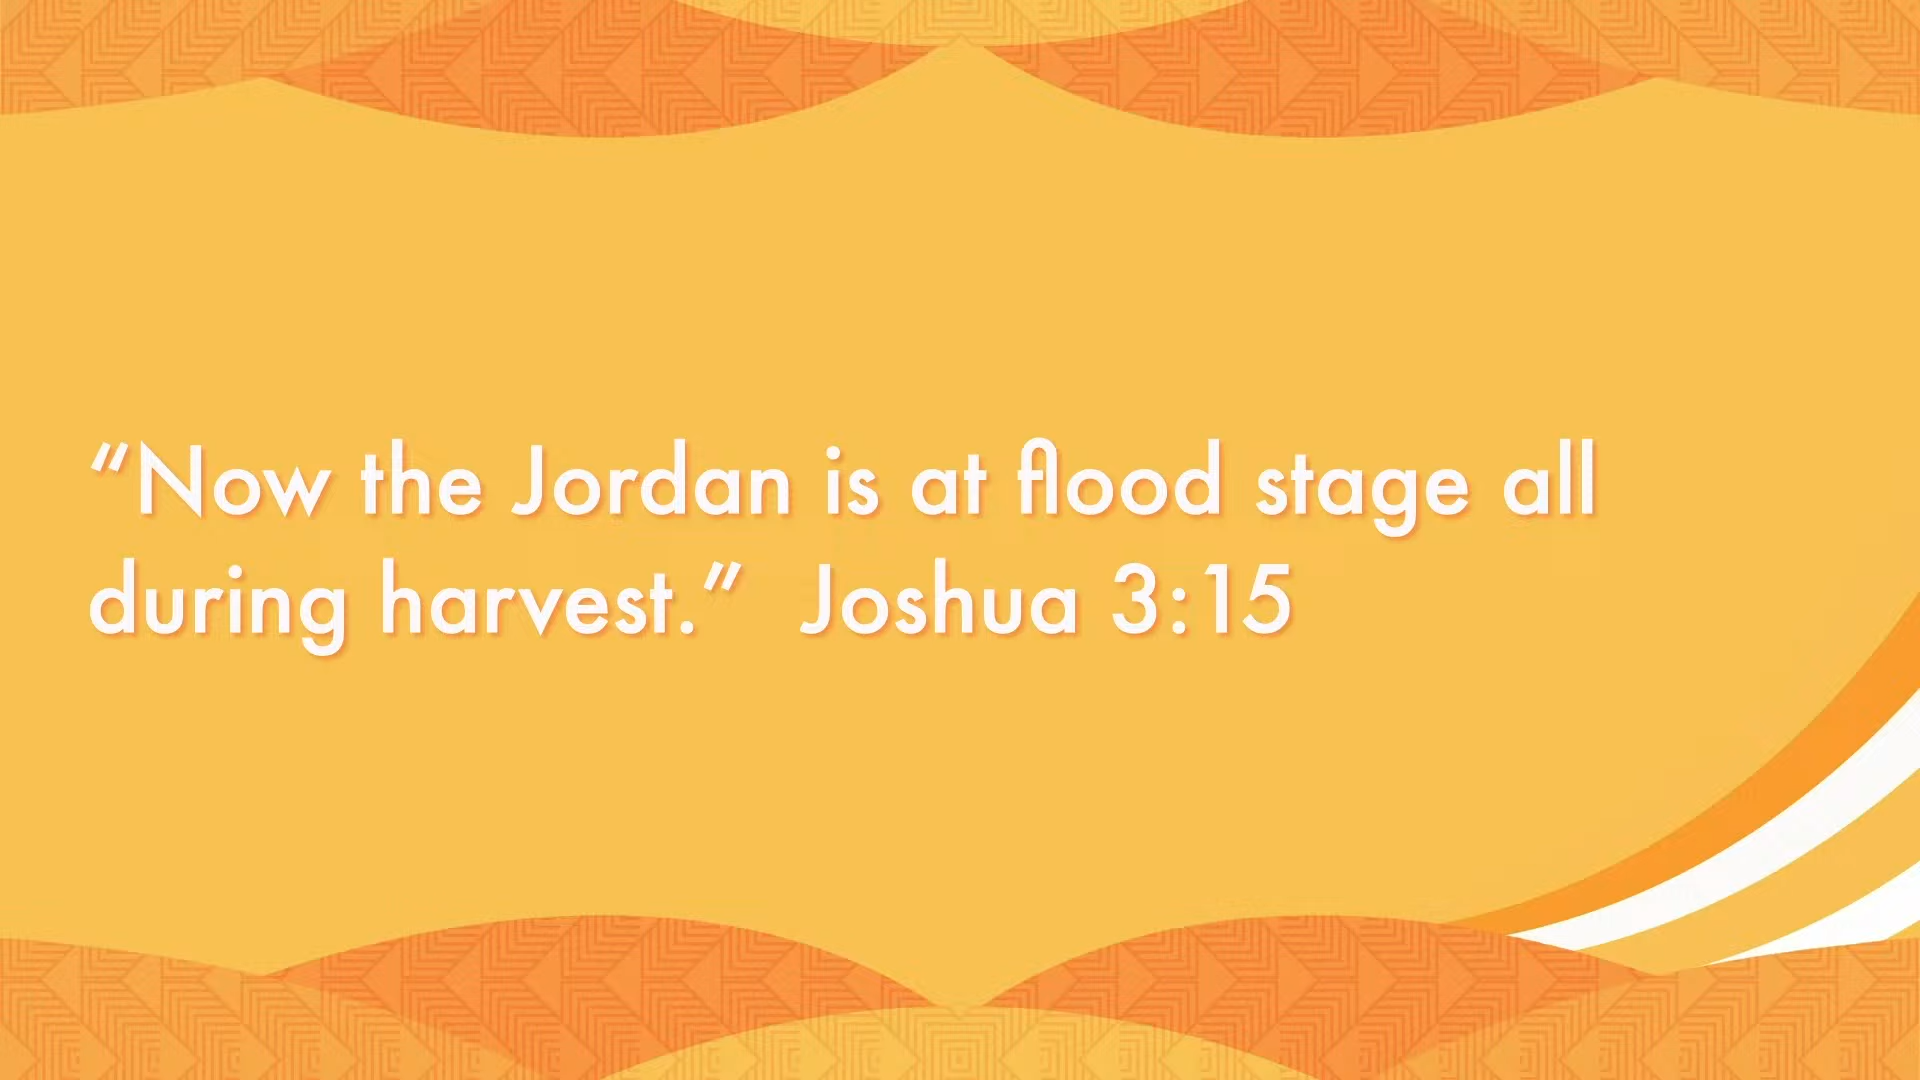 “Now the Jordan is at flood stage all
during harvest.”  Joshua 3:15